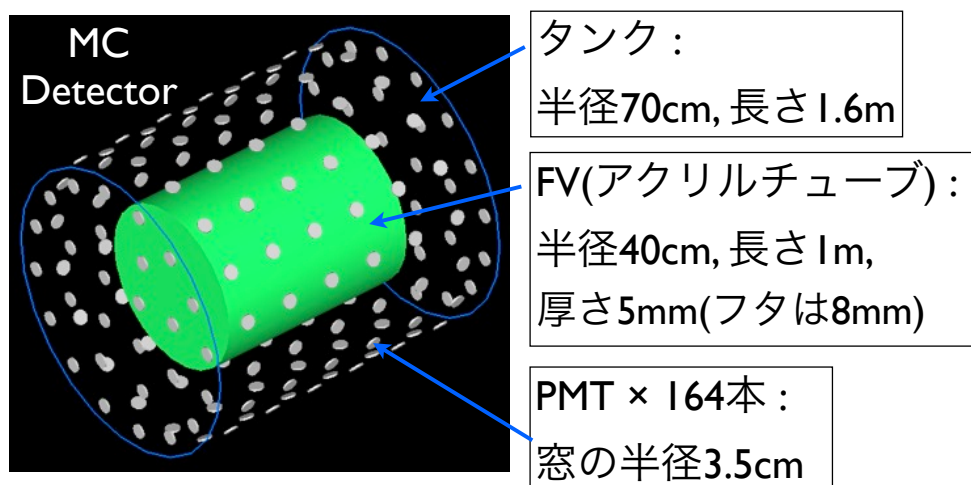 MC
Detector
タンク :
半径70cm, 長さ1.6m
FV(アクリルチューブ) :
半径40cm, 長さ1m,
厚さ5mm(フタは8mm)
PMT × 164本 :
窓の半径3.5cm